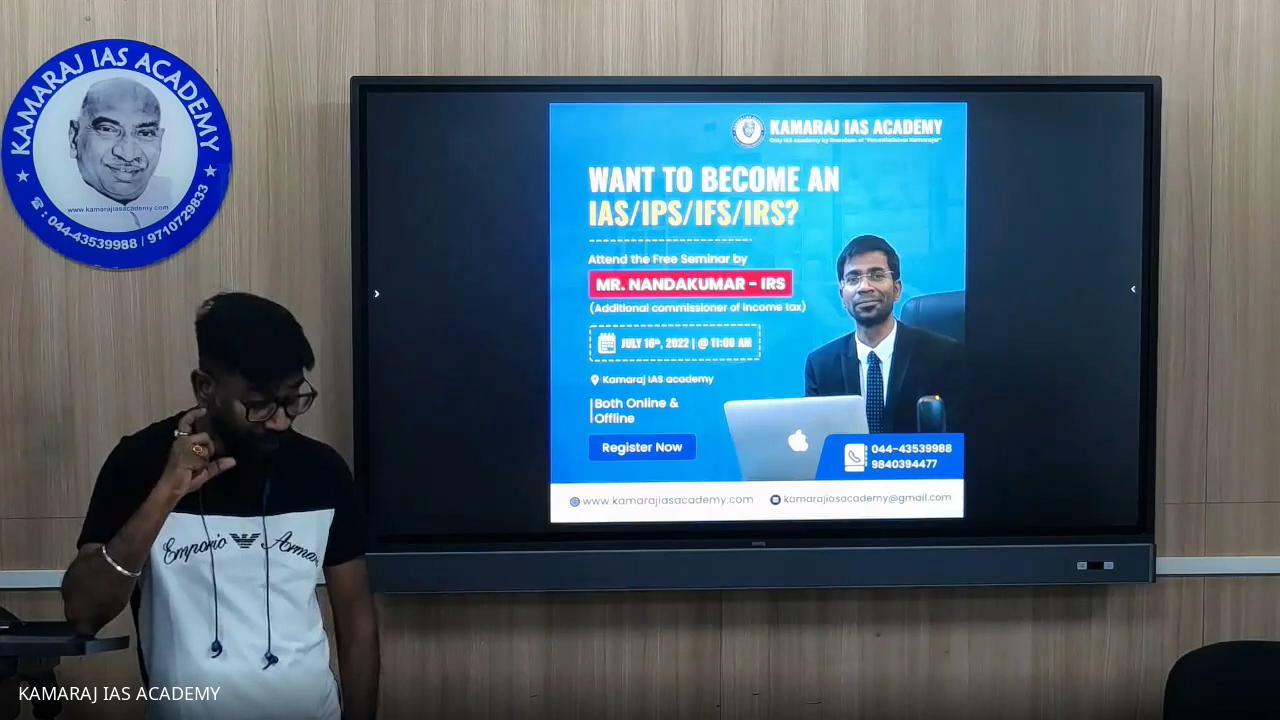 KAMARAJ IAS ACADEMY
www.kamarajiasacademy.com
☎ : 044-43539988 / 9710729833
KAMARAJ IAS ACADEMY
WANT TO BECOME AN
IAS/IPS/IFS/IRS?
Attend the Free Seminar by
MR. NANDAKUMAR - IRS
(Additional commissioner of income tax)
JULY 16th, 2022 | @ 11:00 AM
Kamaraj IAS academy
Both Online &
Offline
Register Now
044-43539988
9840394477
www.kamarajiasacademy.com
kamarajiasacademy@gmail.com
Emporio Armani
KAMARAJ IAS ACADEMY